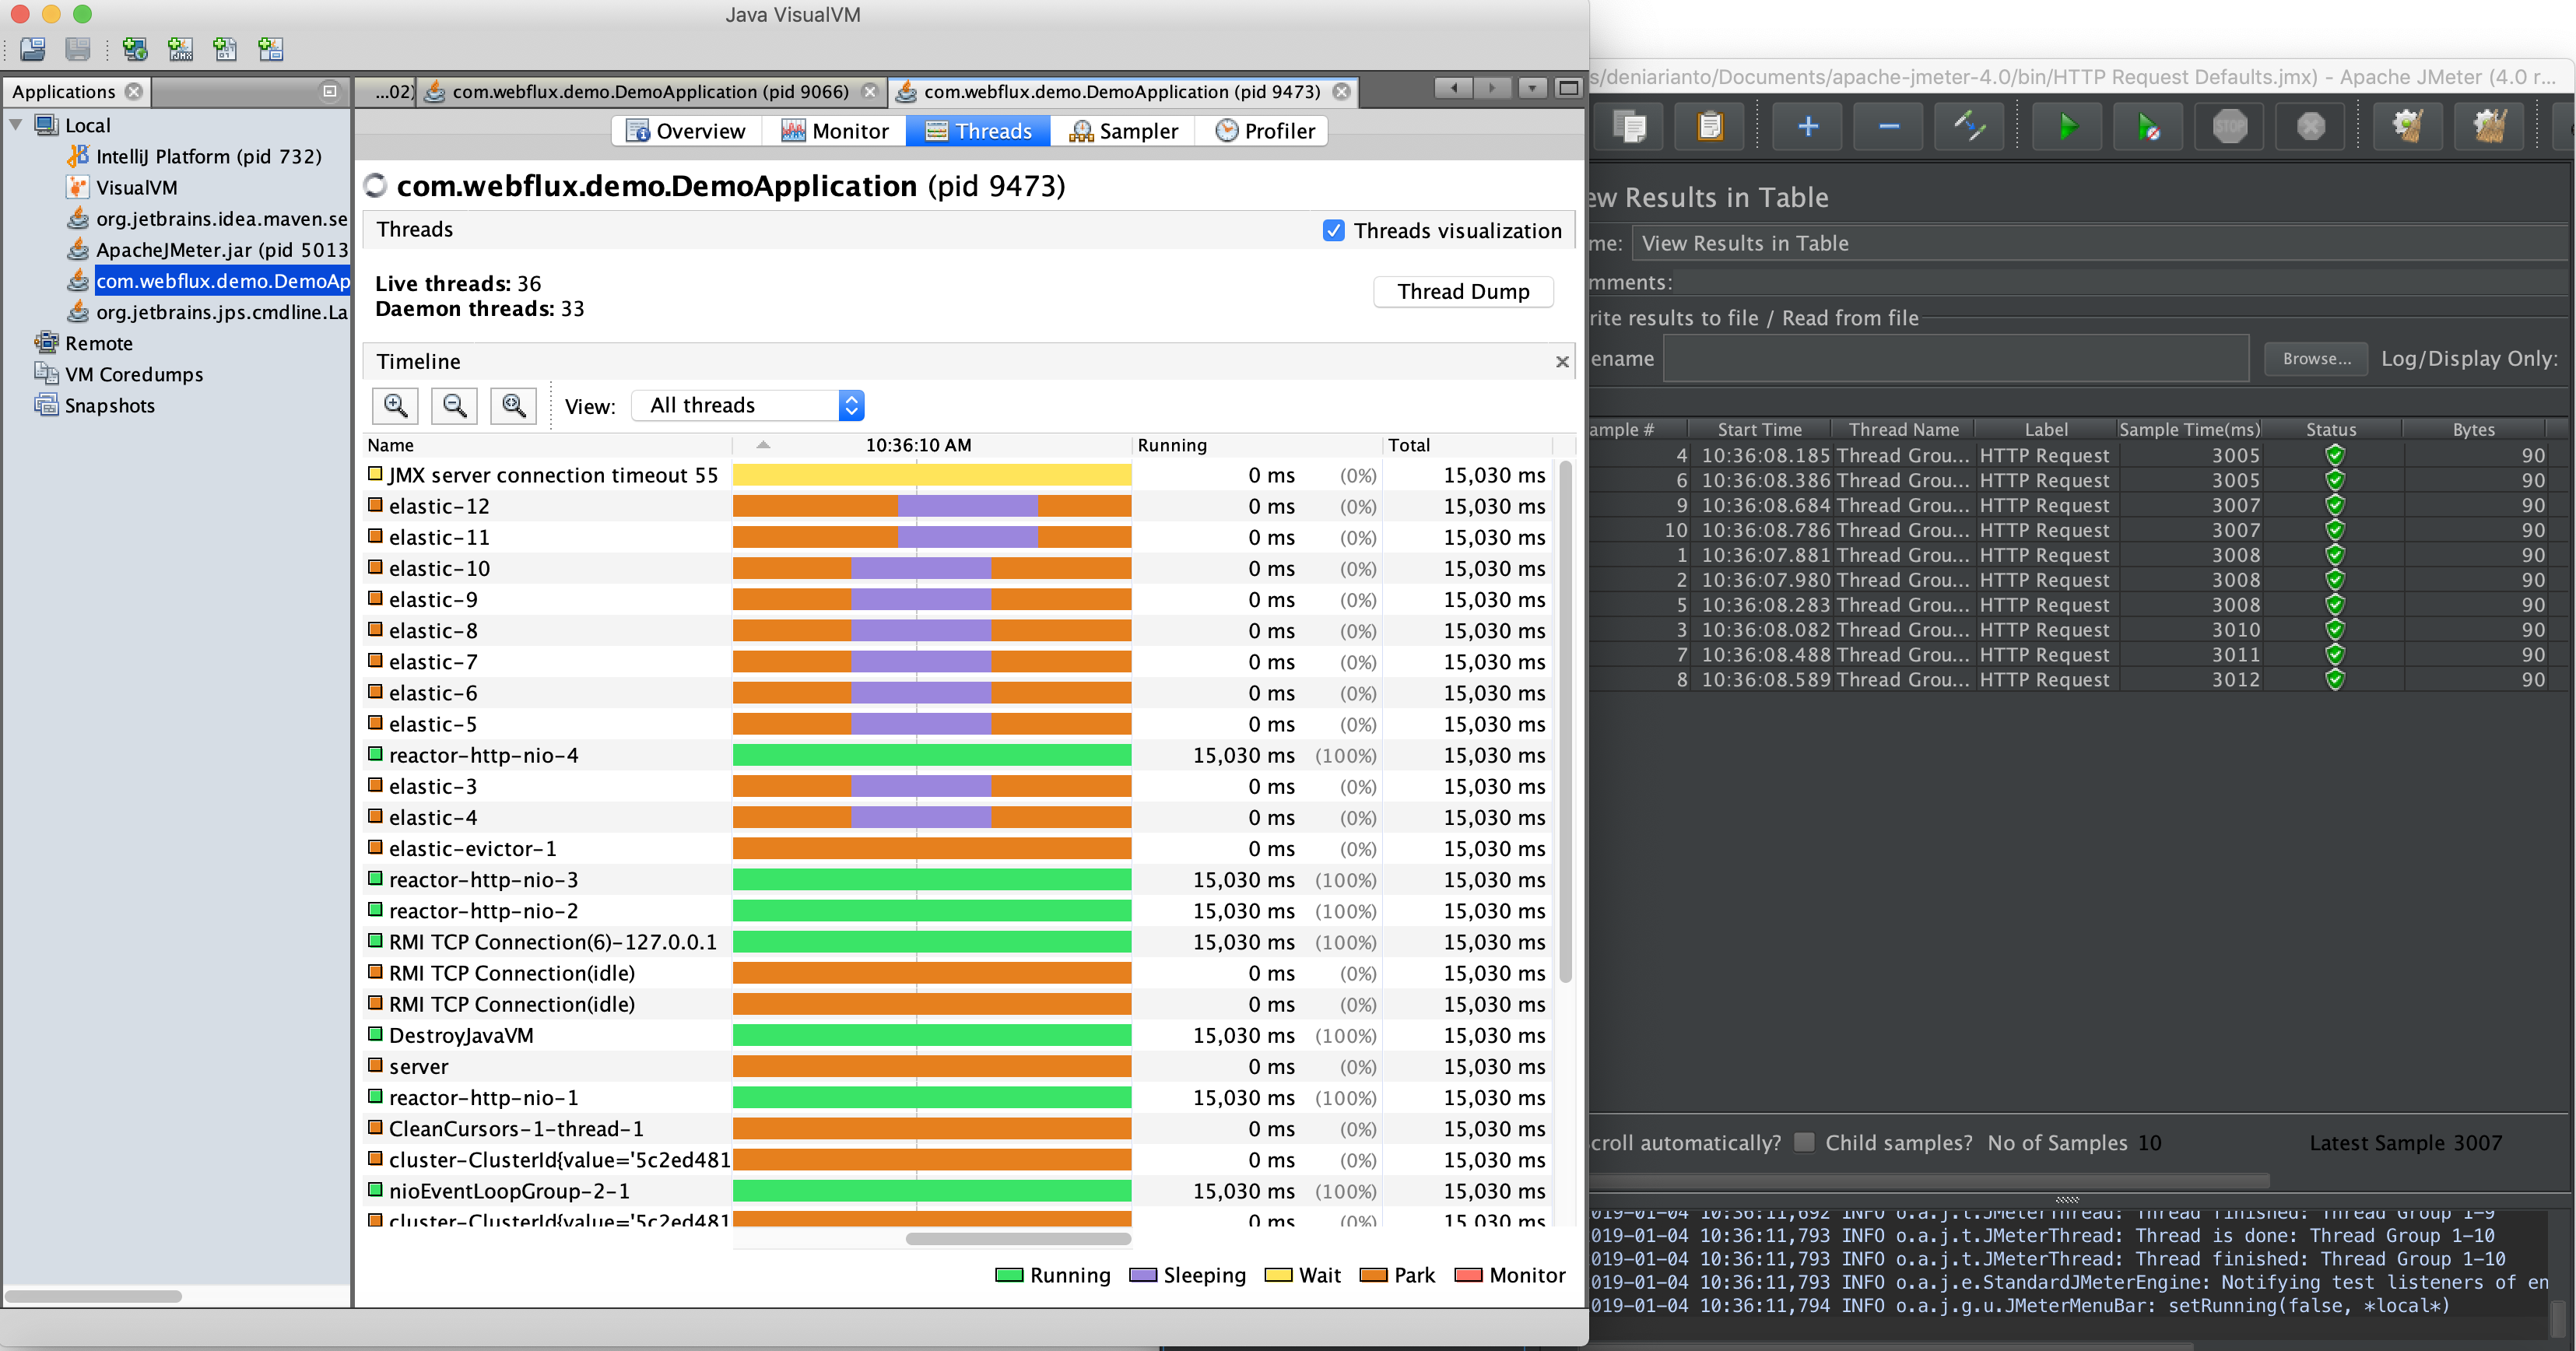 Java VisualVM
Applications
Local
IntelliJ Platform (pid 732)
VisualVM
org.jetbrains.idea.maven.se
ApacheJMeter.jar (pid 5013
com.webflux.demo.DemoAp
org.jetbrains.jps.cmdline.La
Remote
VM Coredumps
Snapshots
...02) com.webflux.demo.DemoApplication (pid 9066) com.webflux.demo.DemoApplication (pid 9473)
Overview Monitor Threads Sampler Profiler
com.webflux.demo.DemoApplication (pid 9473)
Threads Threads visualization
Live threads: 36
Daemon threads: 33
Thread Dump
Timeline
View: All threads
Name 10:36:10 AM Running Total
JMX server connection timeout 55 0 ms (0%) 15,030 ms
elastic-12 0 ms (0%) 15,030 ms
elastic-11 0 ms (0%) 15,030 ms
elastic-10 0 ms (0%) 15,030 ms
elastic-9 0 ms (0%) 15,030 ms
elastic-8 0 ms (0%) 15,030 ms
elastic-7 0 ms (0%) 15,030 ms
elastic-6 0 ms (0%) 15,030 ms
elastic-5 0 ms (0%) 15,030 ms
reactor-http-nio-4 15,030 ms (100%) 15,030 ms
elastic-3 0 ms (0%) 15,030 ms
elastic-4 0 ms (0%) 15,030 ms
elastic-evictor-1 0 ms (0%) 15,030 ms
reactor-http-nio-3 15,030 ms (100%) 15,030 ms
reactor-http-nio-2 15,030 ms (100%) 15,030 ms
RMI TCP Connection(6)-127.0.0.1 15,030 ms (100%) 15,030 ms
RMI TCP Connection(idle) 0 ms (0%) 15,030 ms
RMI TCP Connection(idle) 0 ms (0%) 15,030 ms
DestroyJavaVM 15,030 ms (100%) 15,030 ms
server 0 ms (0%) 15,030 ms
reactor-http-nio-1 15,030 ms (100%) 15,030 ms
CleanCursors-1-thread-1 0 ms (0%) 15,030 ms
cluster-ClusterId{value='5c2ed481 0 ms (0%) 15,030 ms
nioEventLoopGroup-2-1 15,030 ms (100%) 15,030 ms
cluster-ClusterId{value='5c2ed481 0 ms (0%) 15,030 ms
Running Sleeping Wait Park Monitor
s/deniarianto/Documents/apache-jmeter-4.0/bin/HTTP Request Defaults.jmx) - Apache JMeter (4.0 r...
STOP
ew Results in Table
me: View Results in Table
mments:
rite results to file / Read from file
ename Browse... Log/Display Only:
ample # Start Time Thread Name Label Sample Time(ms) Status Bytes
4 10:36:08.185 Thread Grou... HTTP Request 3005 90
6 10:36:08.386 Thread Grou... HTTP Request 3005 90
9 10:36:08.684 Thread Grou... HTTP Request 3007 90
10 10:36:08.786 Thread Grou... HTTP Request 3007 90
1 10:36:07.881 Thread Grou... HTTP Request 3008 90
2 10:36:07.980 Thread Grou... HTTP Request 3008 90
5 10:36:08.283 Thread Grou... HTTP Request 3008 90
3 10:36:08.082 Thread Grou... HTTP Request 3010 90
7 10:36:08.488 Thread Grou... HTTP Request 3011 90
8 10:36:08.589 Thread Grou... HTTP Request 3012 90
croll automatically? Child samples? No of Samples 10 Latest Sample 3007
019-01-04 10:36:11,692 INFO o.a.j.t.JMeterThread: Thread finished: Thread Group 1-9
019-01-04 10:36:11,793 INFO o.a.j.t.JMeterThread: Thread is done: Thread Group 1-10
019-01-04 10:36:11,793 INFO o.a.j.t.JMeterThread: Thread finished: Thread Group 1-10
019-01-04 10:36:11,793 INFO o.a.j.e.StandardJMeterEngine: Notifying test listeners of en
019-01-04 10:36:11,794 INFO o.a.j.g.u.JMeterMenuBar: setRunning(false, *local*)